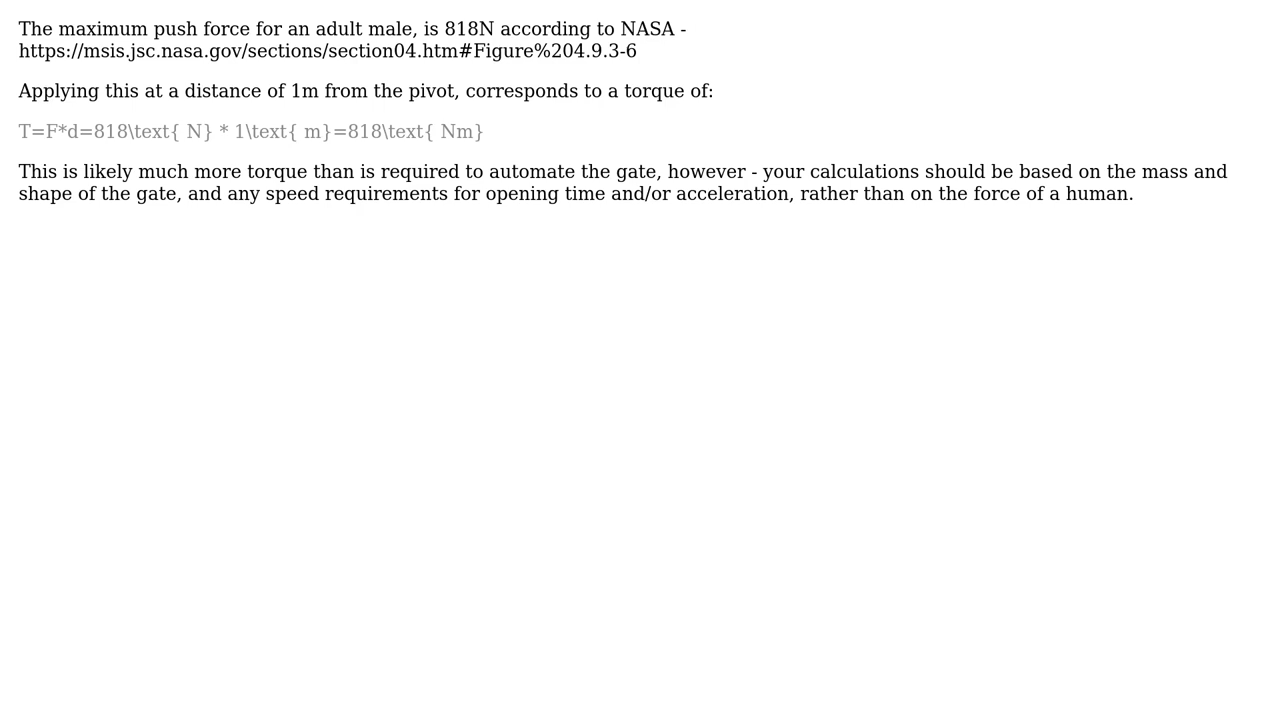 The maximum push force for an adult male, is 818N according to NASA -
https://msis.jsc.nasa.gov/sections/section04.htm#Figure%204.9.3-6
Applying this at a distance of 1m from the pivot, corresponds to a torque of:
T=F*d=818\text{ N} * 1\text{ m}=818\text{ Nm}
This is likely much more torque than is required to automate the gate, however - your calculations should be based on the mass and
shape of the gate, and any speed requirements for opening time and/or acceleration, rather than on the force of a human.